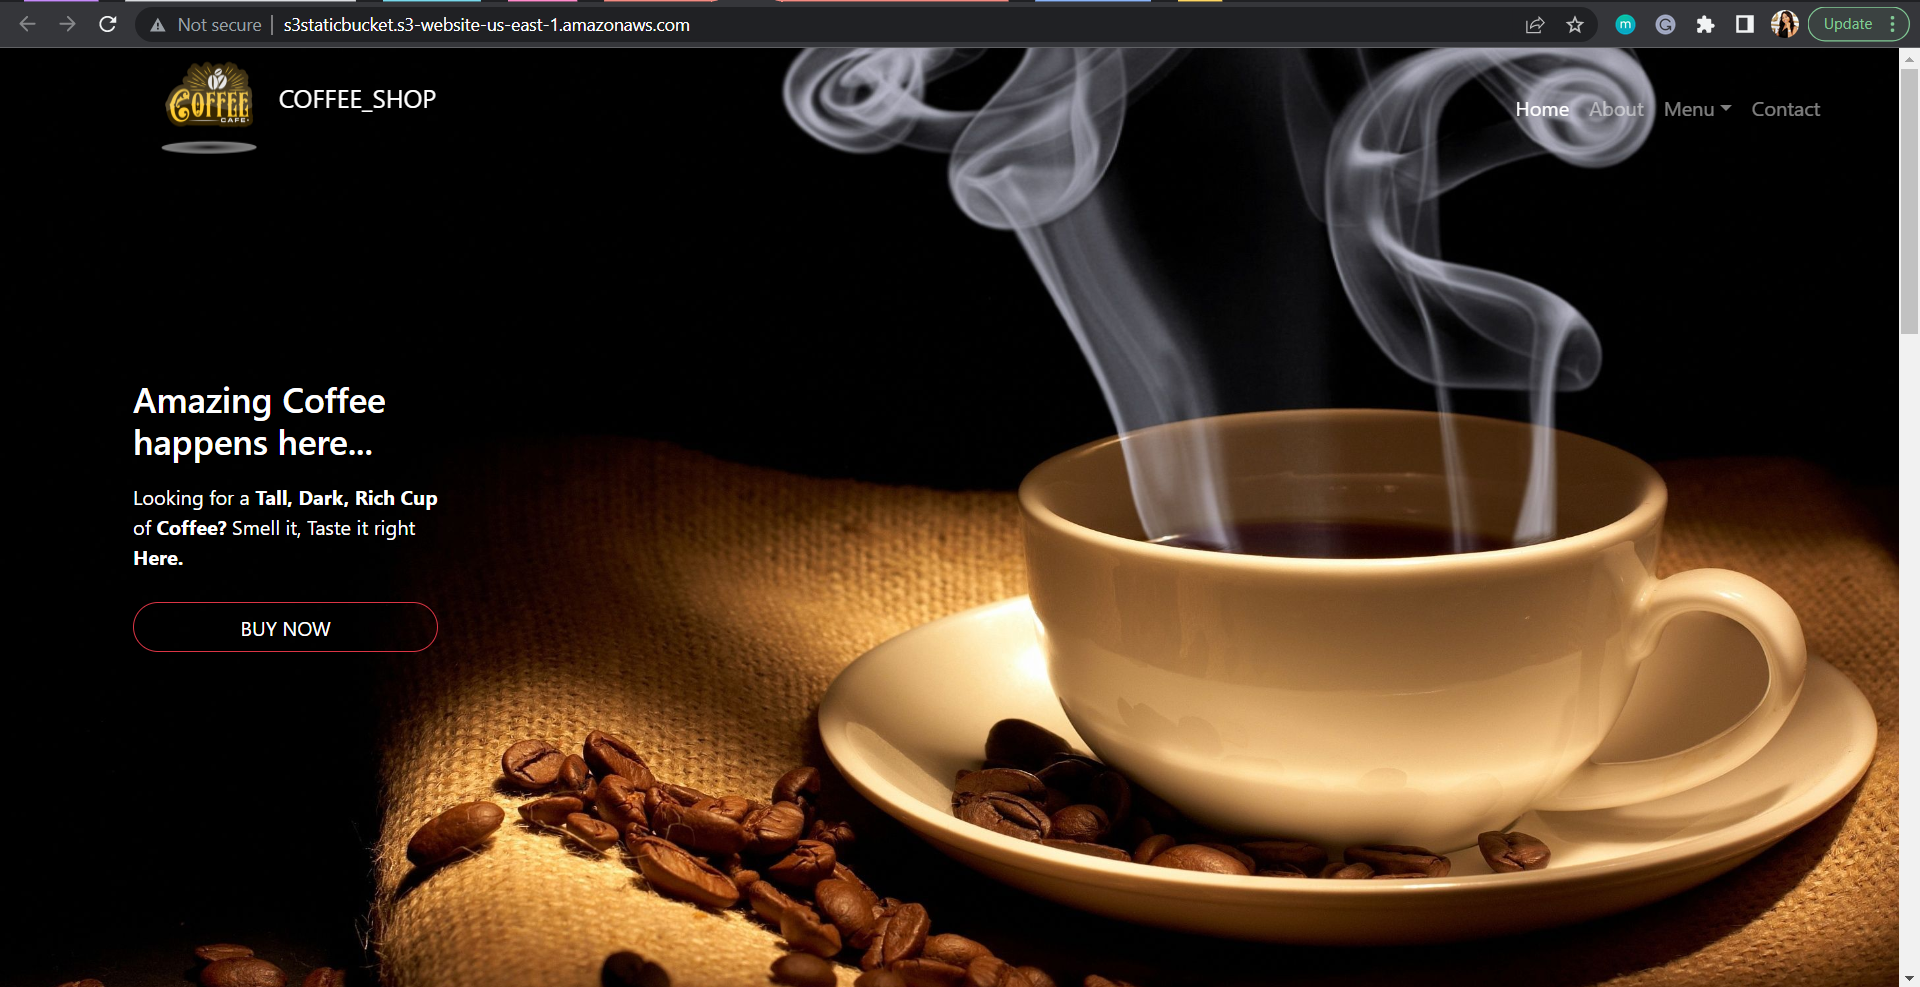 Not secure | s3staticbucket.s3-website-us-east-1.amazonaws.com
m G Update
COFFEE
CAFE
COFFEE_SHOP
Home About Menu Contact
Amazing Coffee
happens here...
Looking for a Tall, Dark, Rich Cup
of Coffee? Smell it, Taste it right
Here.
BUY NOW